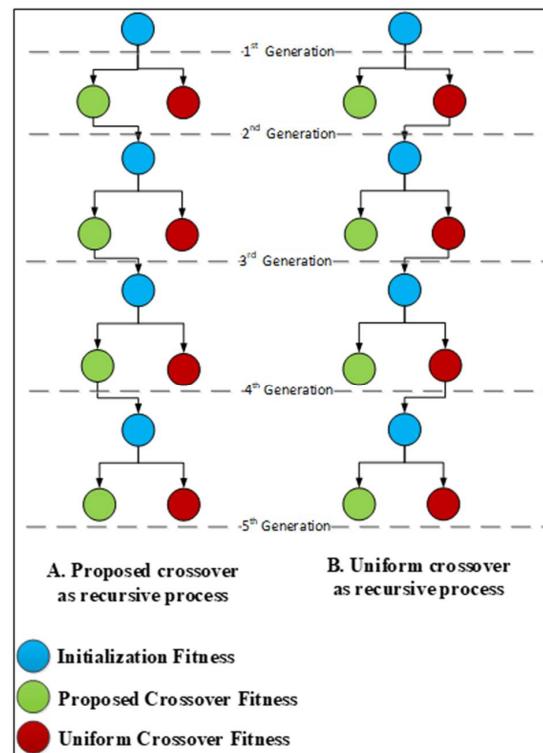 1st Generation
2nd Generation
3rd Generation
4th Generation
5th Generation
A. Proposed crossover
as recursive process
B. Uniform crossover
as recursive process
Initialization Fitness
Proposed Crossover Fitness
Uniform Crossover Fitness